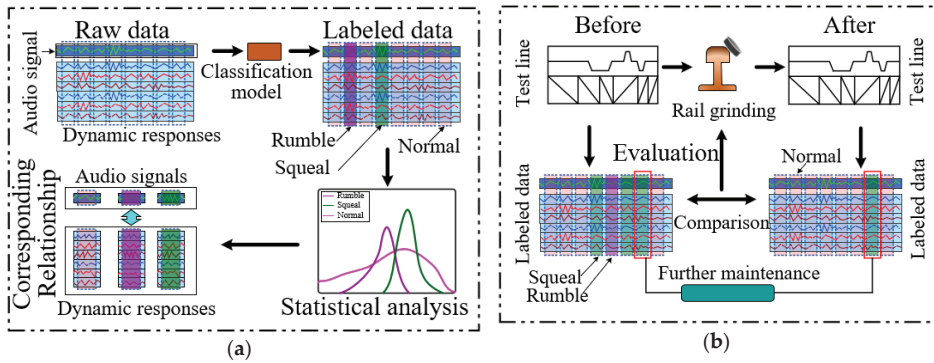 Raw data
Labeled data
Audio signal
Classification
model
Dynamic responses
Rumble
Squeal
Normal
Audio signals
Corresponding
Relationship
Dynamic responses
Rumble
Squeal
Normal
Statistical analysis
(a)
Before
After
Test line
Test line
Rail grinding
Evaluation
Normal
Labeled data
Comparison
Labeled data
Squeal
Rumble
Further maintenance
(b)